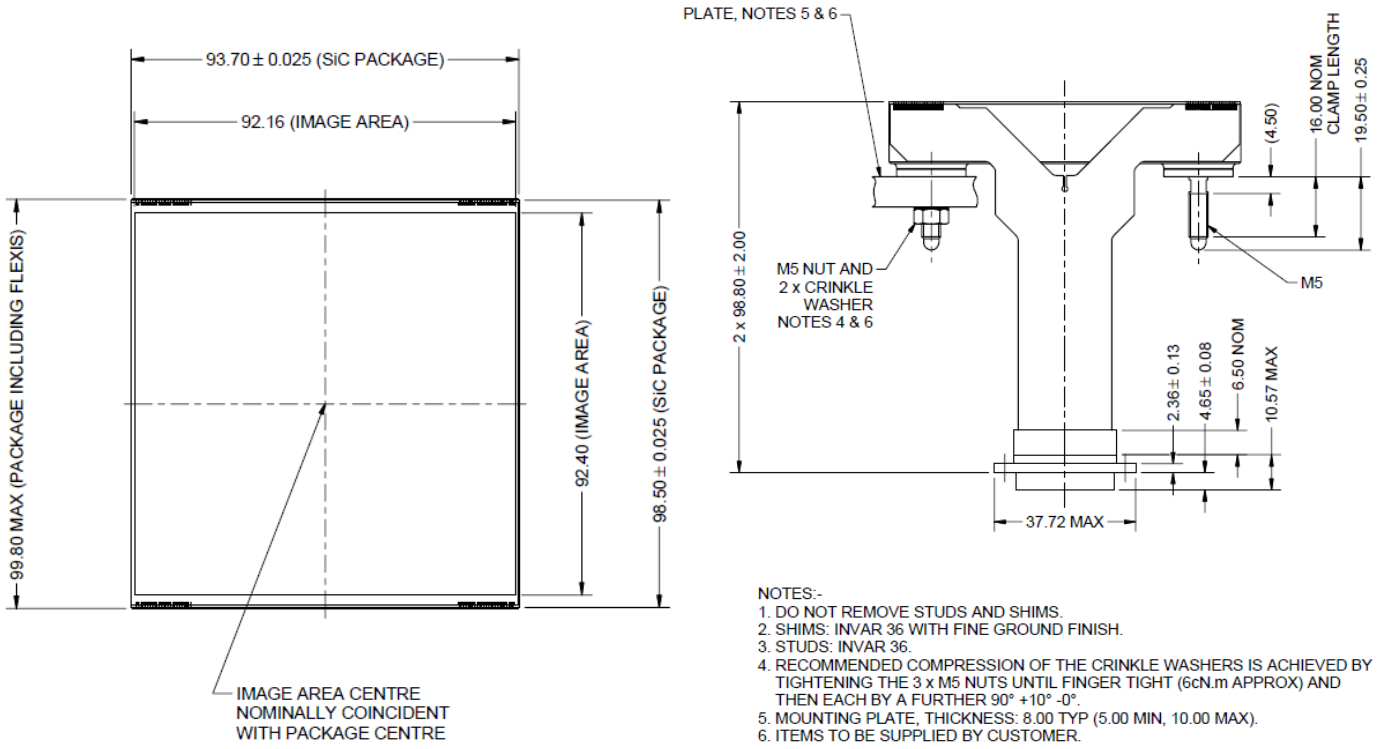 93.70 ± 0.025 (SiC PACKAGE)
92.16 (IMAGE AREA)
99.80 MAX (PACKAGE INCLUDING FLEXIS)
92.40 (IMAGE AREA)
98.50 ± 0.025 (SiC PACKAGE)
IMAGE AREA CENTRE
NOMINALLY COINCIDENT
WITH PACKAGE CENTRE
PLATE, NOTES 5 & 6
2 x 98.80 ± 2.00
M5 NUT AND
2 x CRINKLE
WASHER
NOTES 4 & 6
(4.50)
16.00 NOM
CLAMP LENGTH
19.50 ± 0.25
M5
2.36 ± 0.13
4.65 ± 0.08
6.50 NOM
10.57 MAX
37.72 MAX
NOTES:-
1. DO NOT REMOVE STUDS AND SHIMS.
2. SHIMS: INVAR 36 WITH FINE GROUND FINISH.
3. STUDS: INVAR 36.
4. RECOMMENDED COMPRESSION OF THE CRINKLE WASHERS IS ACHIEVED BY
TIGHTENING THE 3 x M5 NUTS UNTIL FINGER TIGHT (6cN.m APPROX) AND
THEN EACH BY A FURTHER 90° +10° -0°.
5. MOUNTING PLATE, THICKNESS: 8.00 TYP (5.00 MIN, 10.00 MAX).
6. ITEMS TO BE SUPPLIED BY CUSTOMER.